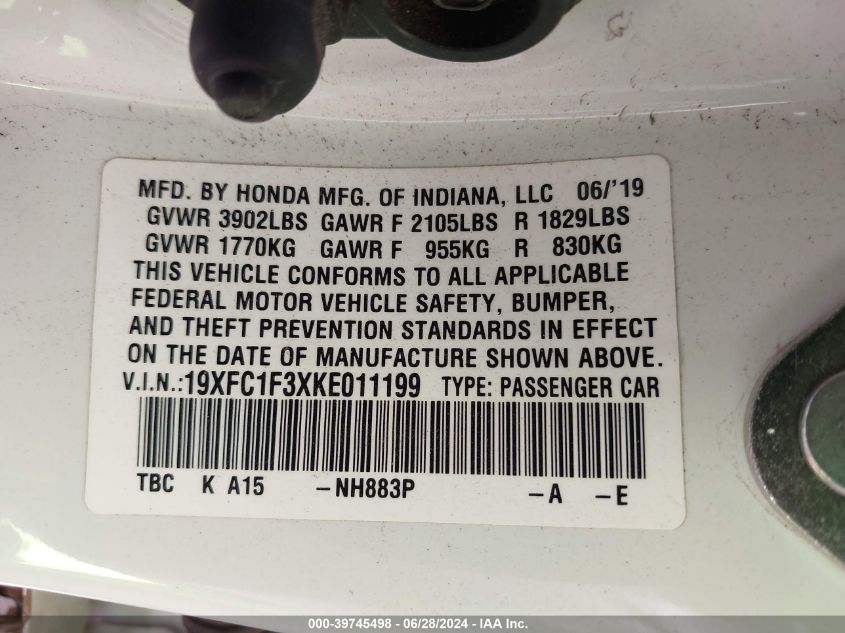 MFD. BY HONDA MFG. OF INDIANA, LLC 06/'19
GVWR 3902LBS GAWR F 2105LBS R 1829LBS
GVWR 1770KG GAWR F 955KG R 830KG
THIS VEHICLE CONFORMS TO ALL APPLICABLE
FEDERAL MOTOR VEHICLE SAFETY, BUMPER,
AND THEFT PREVENTION STANDARDS IN EFFECT
ON THE DATE OF MANUFACTURE SHOWN ABOVE.
V.I.N.:19XFC1F3XKE011199 TYPE: PASSENGER CAR
TBC K A15 -NH883P -A -E
000-39745498 - 06/28/2024 - IAA Inc.